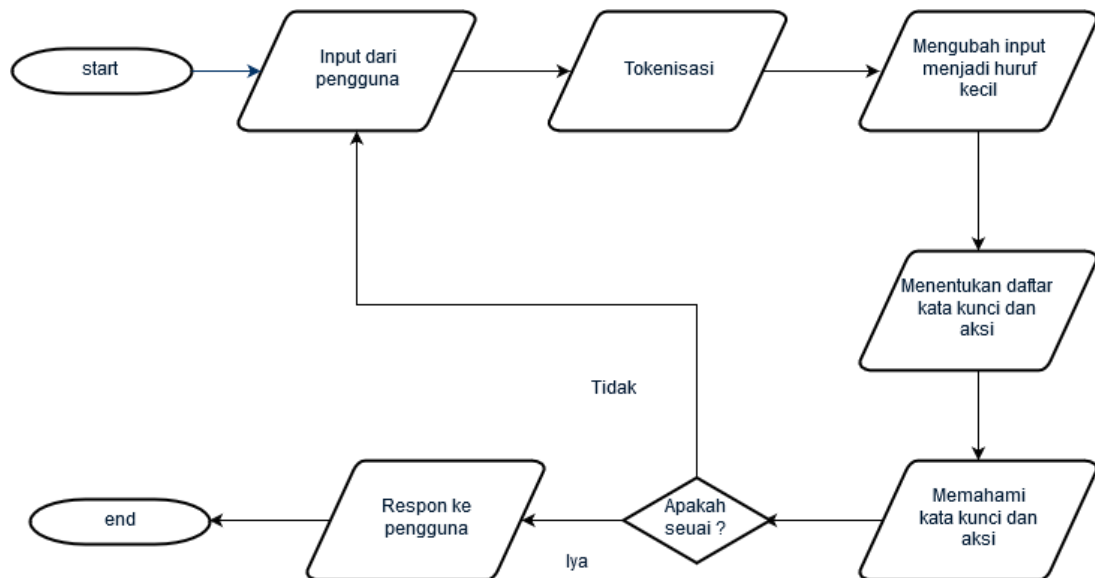 start
Input dari
pengguna
Tokenisasi
Mengubah input
menjadi huruf
kecil
Menentukan daftar
kata kunci dan
aksi
Memahami
kata kunci dan
aksi
Apakah
seuai ?
Tidak
Iya
Respon ke
pengguna
end